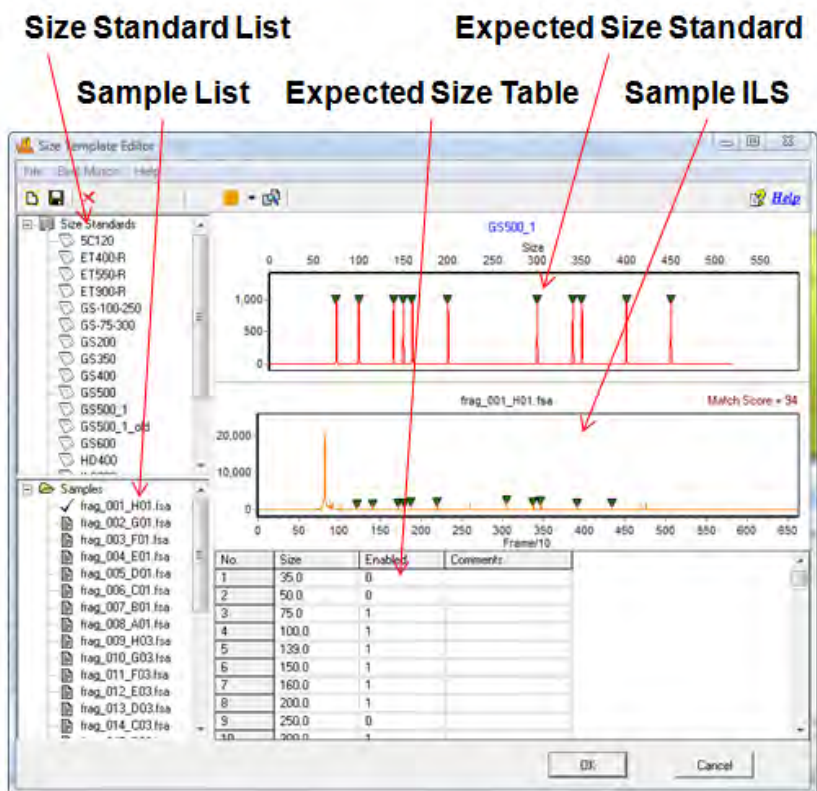 Size Standard List
Expected Size Standard
Sample List
Expected Size Table
Sample ILS
Size Template Editor
File Best Match Help
Help
Size Standards
SC120
ET400-R
ET550-R
ET900-R
GS-100-250
GS-75-300
GS200
GS350
GS400
GS500
GS500_1
GS500_1_old
GS600
HD400
Samples
frag_001_H01.fsa
frag_002_G01.fsa
frag_003_F01.fsa
frag_004_E01.fsa
frag_005_D01.fsa
frag_006_C01.fsa
frag_007_B01.fsa
frag_008_A01.fsa
frag_009_H03.fsa
frag_010_G03.fsa
frag_011_F03.fsa
frag_012_E03.fsa
frag_013_D03.fsa
frag_014_C03.fsa
GS500_1
Size
0 50 100 150 200 250 300 350 400 450 500 550
1,000
500
0
frag_001_H01.fsa
Match Score = 94
20,000
10,000
0
0 50 100 150 200 250 300 350 400 450 500 550 600 650
Frame/10
No. Size Enabled Comments
1 35.0 0
2 50.0 0
3 75.0 1
4 100.0 1
5 139.0 1
6 150.0 1
7 160.0 1
8 200.0 1
9 250.0 0
10 300.0 1
OK
Cancel